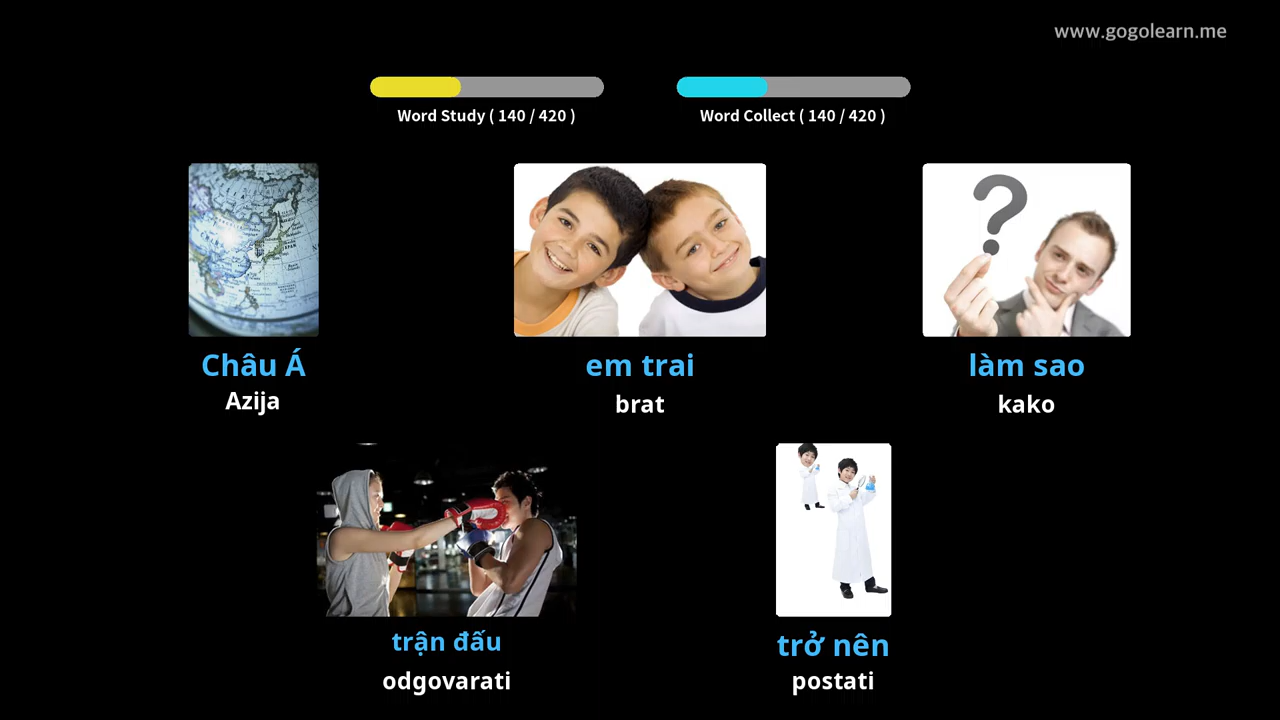 www.gogolearn.me
Word Study ( 140 / 420 )
Word Collect ( 140 / 420 )
Châu Á
Azija
em trai
brat
làm sao
kako
trận đấu
odgovarati
trở nên
postati